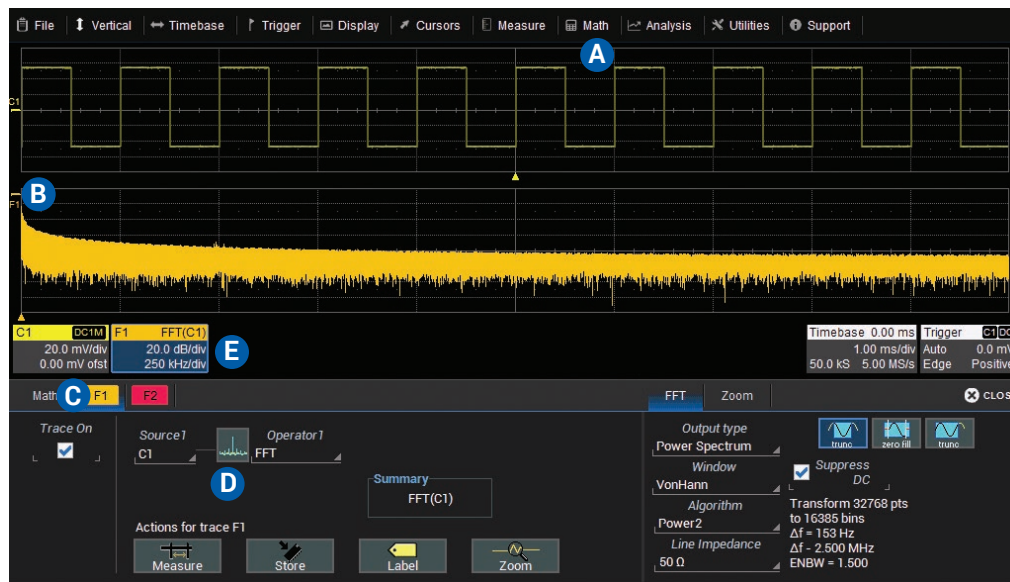 File Vertical Timebase Trigger Display Cursors Measure Math Analysis Utilities Support
A
C1
B
F1
C1 DC1M F1 FFT(C1)
20.0 mV/div 20.0 dB/div
0.00 mV ofst 250 kHz/div
E
Timebase 0.00 ms Trigger C1 DC
1.00 ms/div Auto 0.0 mV
50.0 kS 5.00 MS/s Edge Positive
Math C F1 F2 FFT Zoom CLOS
Trace On
Source1 Operator1
C1 FFT
D
Summary
FFT(C1)
Actions for trace F1
Measure Store Label Zoom
Output type
Power Spectrum
Window
VonHann
Algorithm
Power2
Line Impedance
50 Ω
trunc zero fill trunc
Suppress
DC
Transform 32768 pts
to 16385 bins
Δf = 153 Hz
Δf - 2.500 MHz
ENBW = 1.500